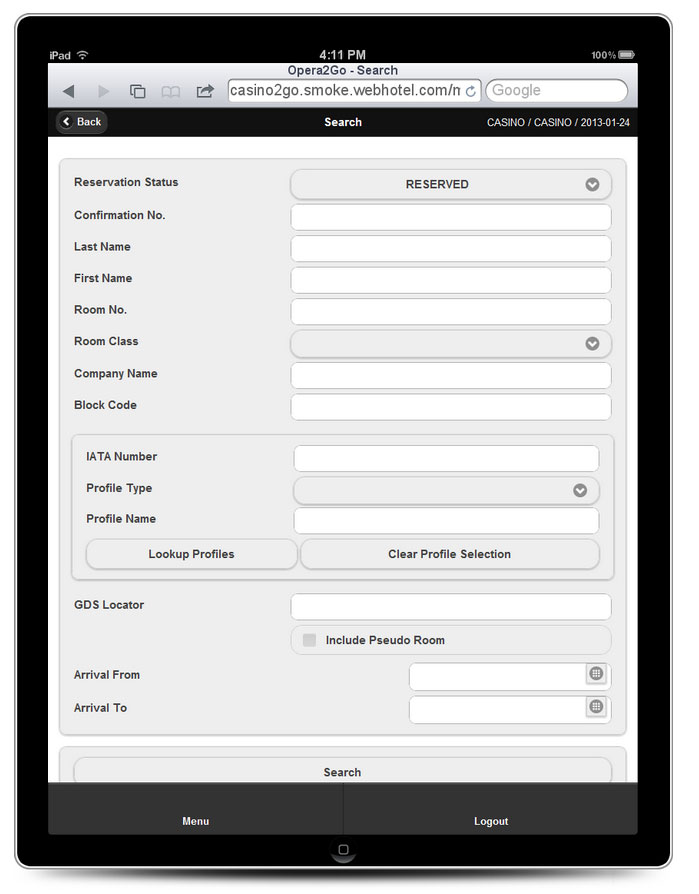 iPad 4:11 PM 100%
Opera2Go - Search
casino2go.smoke.webhotel.com/m Google
Back Search CASINO / CASINO / 2013-01-24
Reservation Status RESERVED
Confirmation No.
Last Name
First Name
Room No.
Room Class
Company Name
Block Code
IATA Number
Profile Type
Profile Name
Lookup Profiles Clear Profile Selection
GDS Locator
Include Pseudo Room
Arrival From
Arrival To
Search
Menu Logout